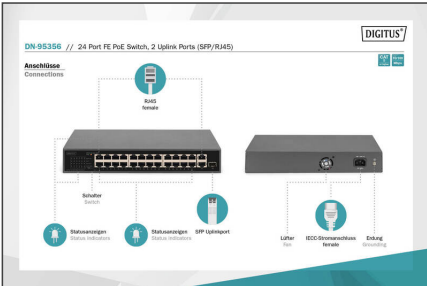 DIGITUS®
DN-95356 // 24 Port FE PoE Switch, 2 Uplink Ports (SFP/RJ45)
Anschlüsse
Connections
RJ45
female
Schalter
Switch
Statusanzeigen
Status indicators
Statusanzeigen
Status indicators
SFP Uplinkport
Lüfter
Fan
IEC-Stromanschluss
female
Erdung
Grounding